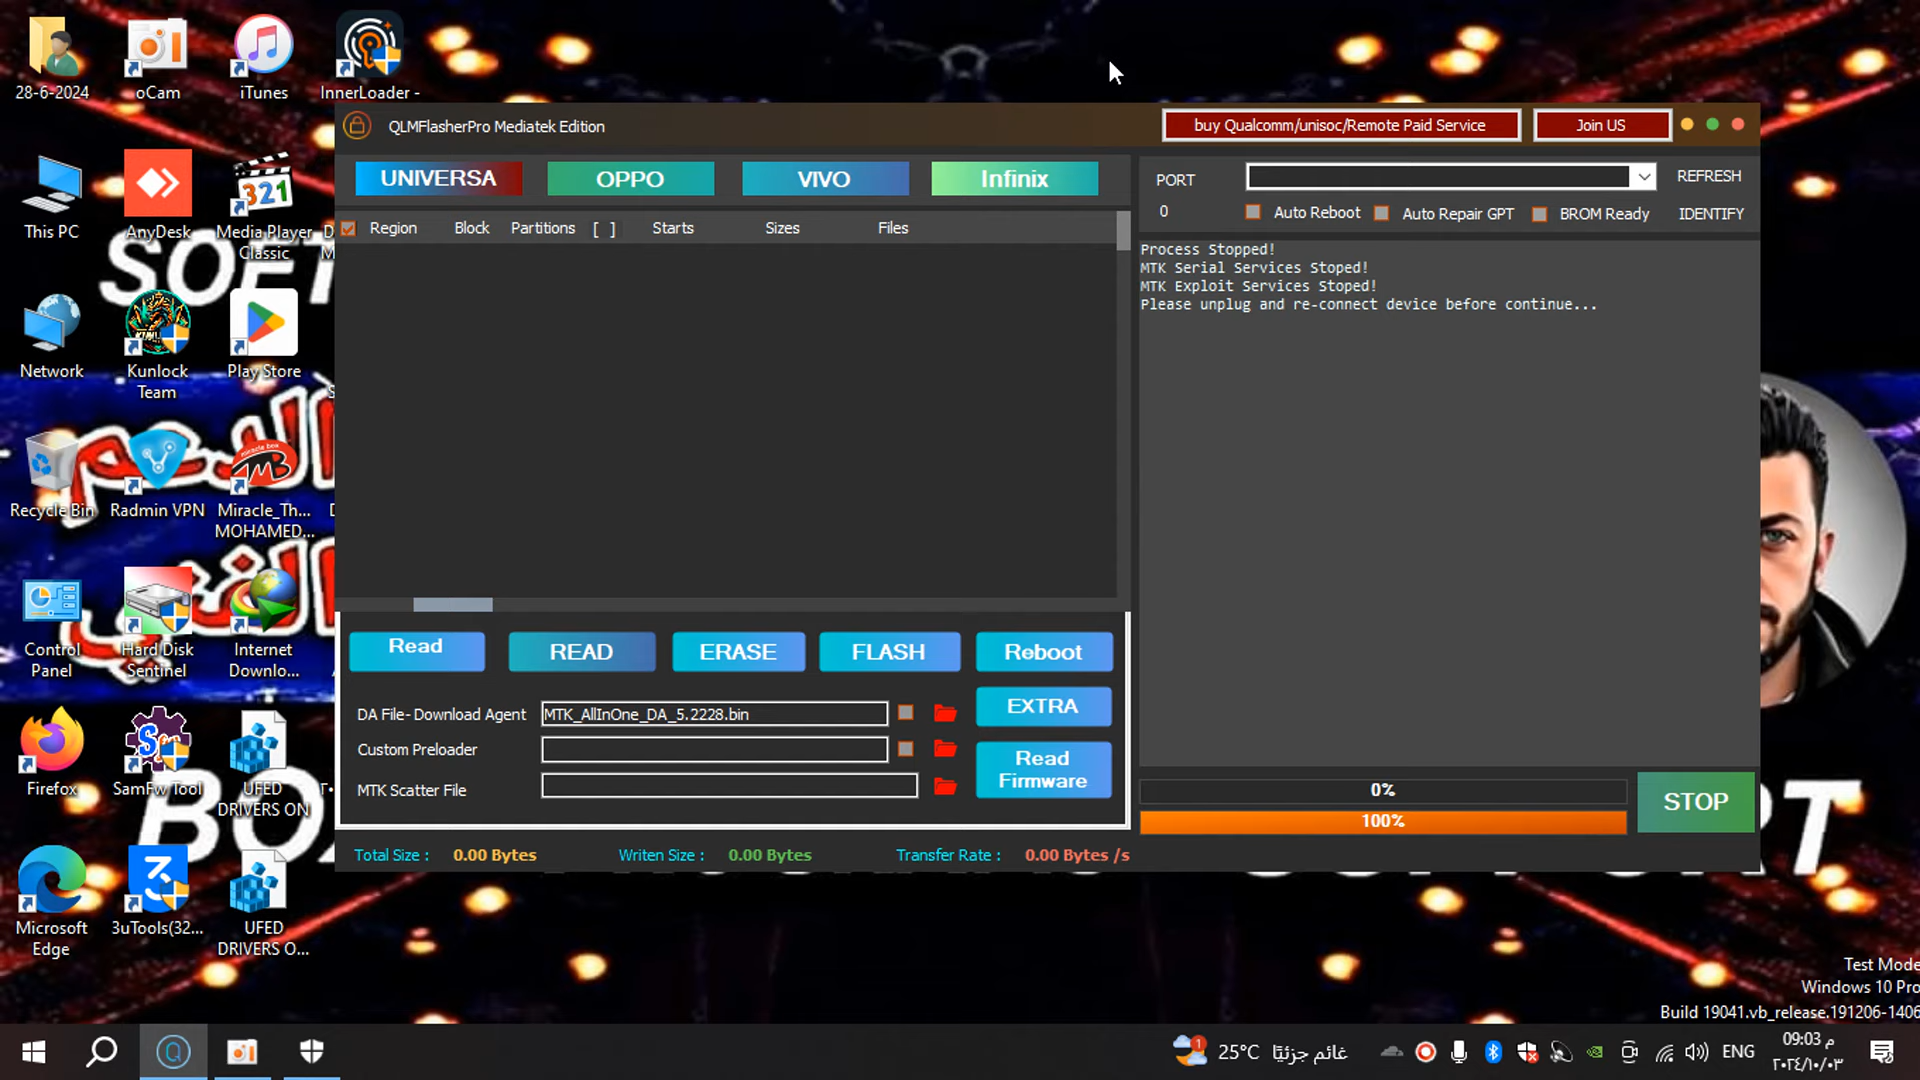 28-6-2024
oCam
iTunes
InnerLoader -
QLMFlasherPro Mediatek Edition
buy Qualcomm/unisoc/Remote Paid Service
Join US
UNIVERSA
OPPO
VIVO
Infinix
PORT
REFRESH
0
Auto Reboot
Auto Repair GPT
BROM Ready
IDENTIFY
Region
Block
Partitions
[ ]
Starts
Sizes
Files
Process Stopped!
MTK Serial Services Stoped!
MTK Exploit Services Stoped!
Please unplug and re-connect device before continue...
This PC
AnyDesk
Media Player
Classic
SOFT
321
Network
Kunlock
Team
Play Store
الدعم
الفني
Recycle Bin
Radmin VPN
Miracle_Th...
MOHAMED...
Control
Panel
Hard Disk
Sentinel
Internet
Downlo...
Read
READ
ERASE
FLASH
Reboot
DA File- Download Agent
MTK_AllInOne_DA_5.2228.bin
EXTRA
Custom Preloader
Read
Firmware
MTK Scatter File
0%
100%
STOP
Total Size :
0.00 Bytes
Writen Size :
0.00 Bytes
Transfer Rate :
0.00 Bytes /s
Firefox
SamFw Tool
UFED
DRIVERS ON
BO
Microsoft
Edge
3uTools(32...
UFED
DRIVERS O...
Test Mode
Windows 10 Pro
Build 19041.vb_release.191206-1406
25°C
غائم جزئيًا
ENG
09:03 م
٢٠٢٤/١٠/٠٣